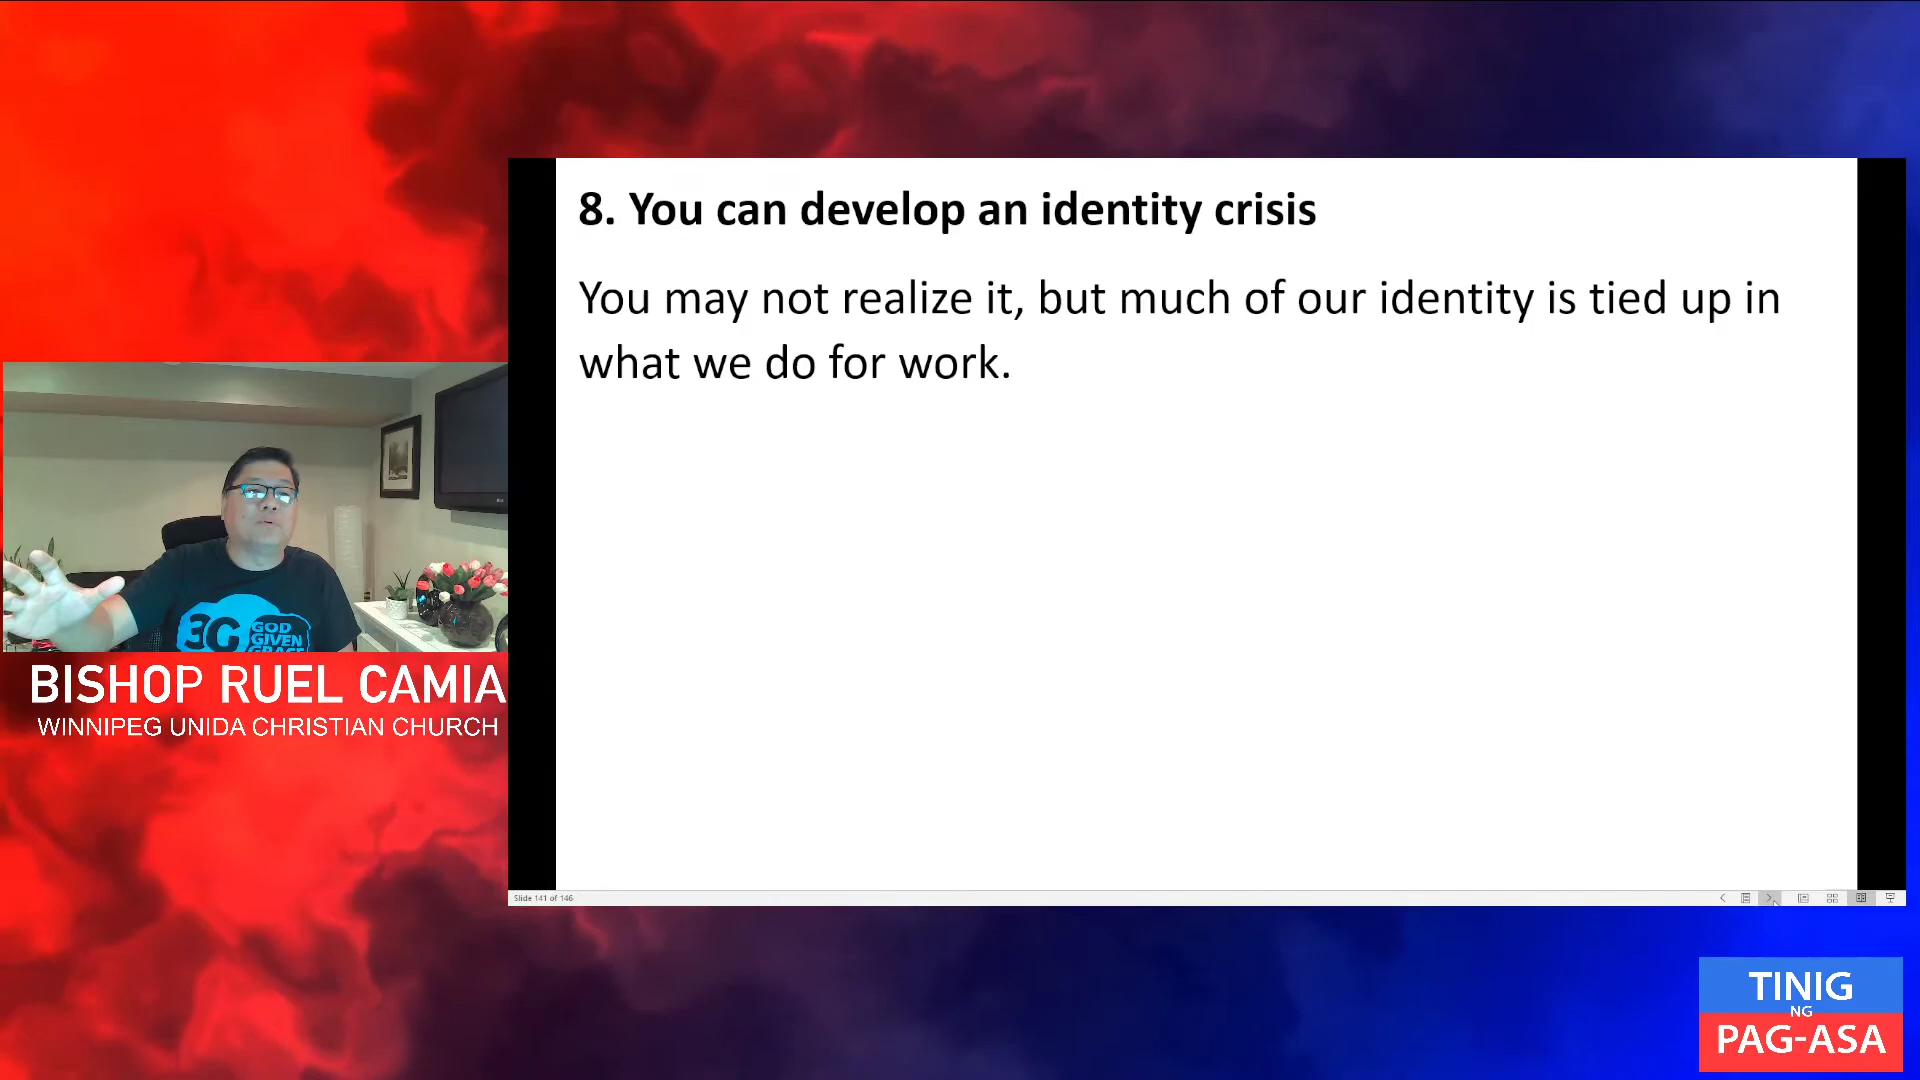 8. You can develop an identity crisis
You may not realize it, but much of our identity is tied up in
what we do for work.
3G GOD
GIVEN
GRACE
BISHOP RUEL CAMIA
WINNIPEG UNIDA CHRISTIAN CHURCH
Slide 141 of 146
TINIG
NG
PAG-ASA